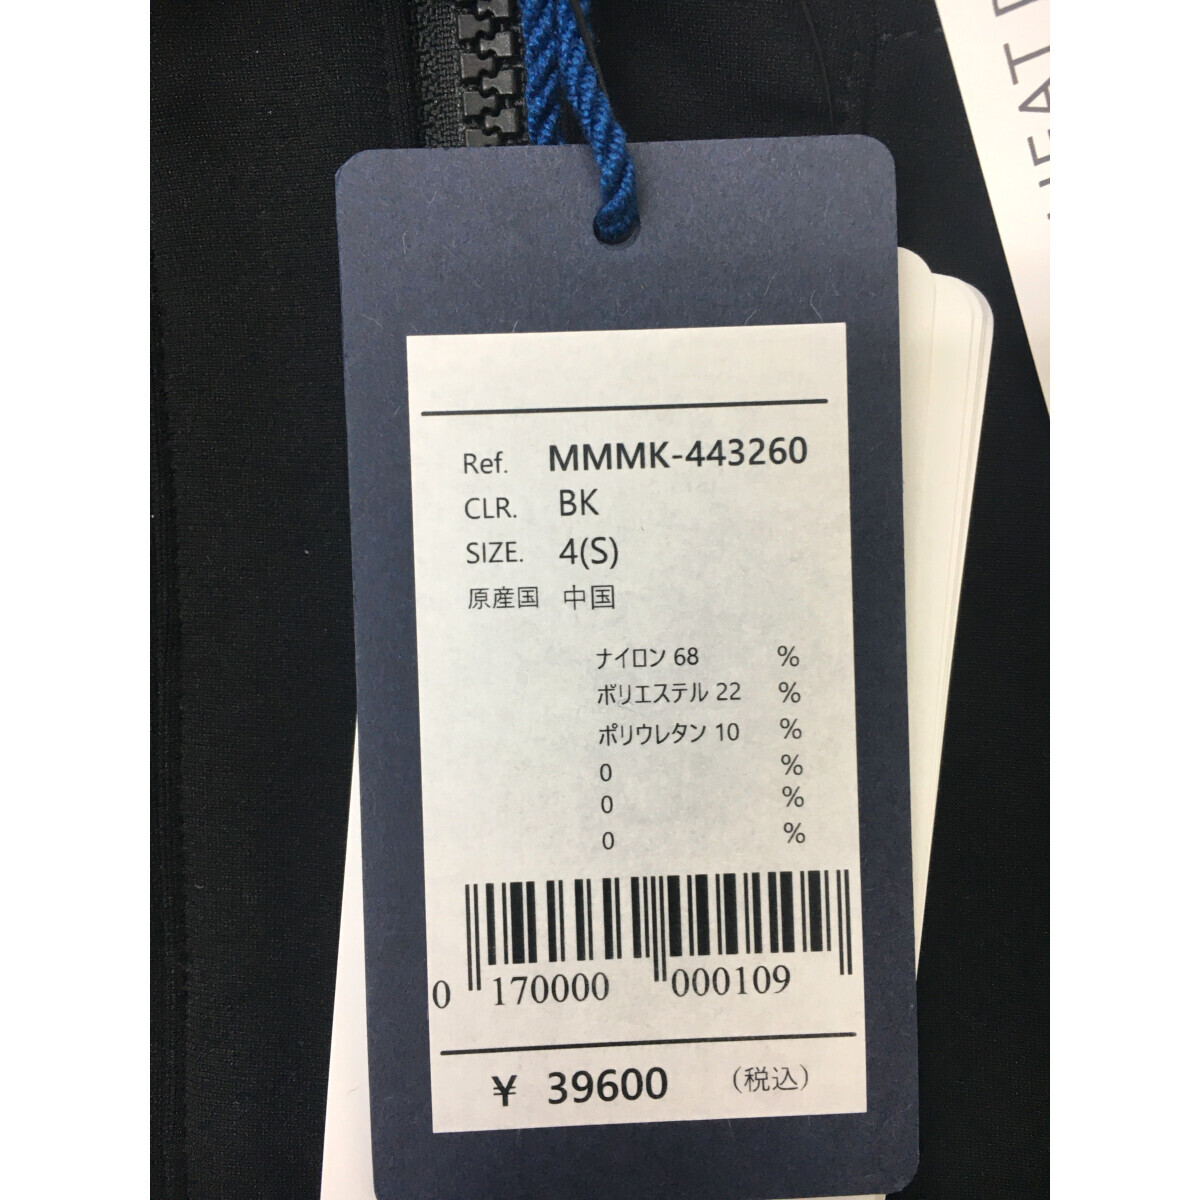 Ref. MMMK-443260
CLR. BK
SIZE. 4(S)
原産国 中国
ナイロン 68 %
ポリエステル 22 %
ポリウレタン 10 %
0 %
0 %
0 %
0 170000 000109
¥ 39600 (税込)